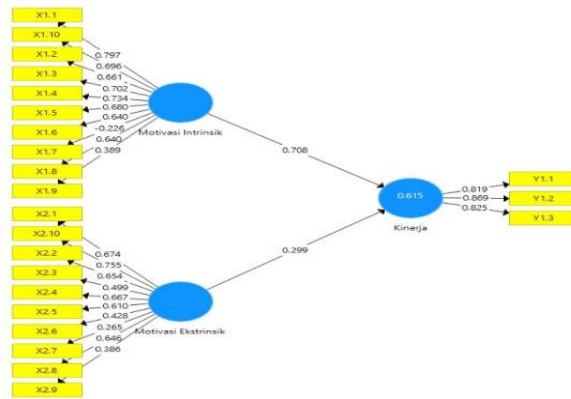 X1.1
X1.10
X1.2
X1.3
X1.4
X1.5
X1.6
X1.7
X1.8
X1.9
0.797
0.696
0.661
0.702
0.734
0.680
0.640
-0.226
0.640
0.389
Motivasi Intrinsik
0.708
X2.1
X2.10
X2.2
X2.3
X2.4
X2.5
X2.6
X2.7
X2.8
X2.9
0.674
0.755
0.654
0.499
0.667
0.610
0.428
0.265
0.646
0.386
Motivasi Ekstrinsik
0.299
0.615
Kinerja
0.819
0.869
0.825
Y1.1
Y1.2
Y1.3